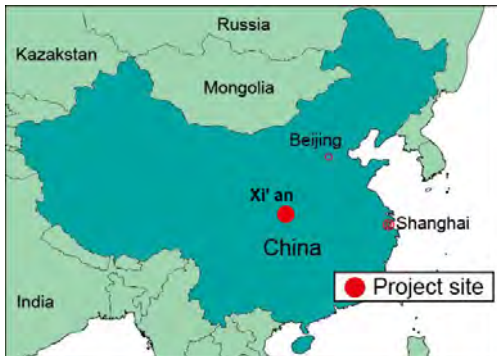 Russia
Kazakstan
Mongolia
Beijing
Xi' an
Shanghai
China
India
Project site